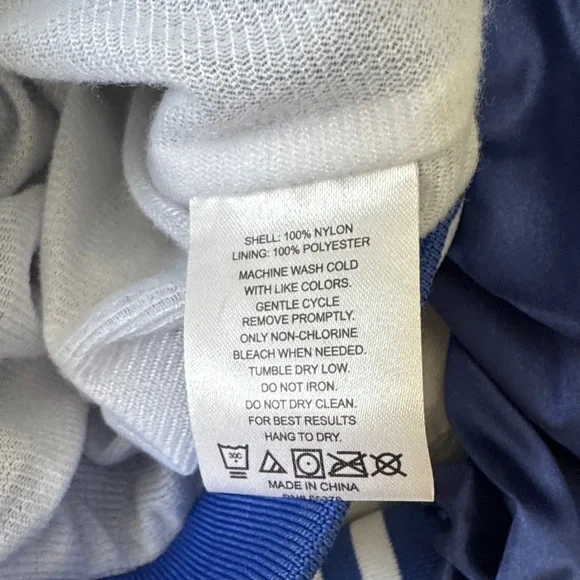 SHELL: 100% NYLON
LINING: 100% POLYESTER
MACHINE WASH COLD
WITH LIKE COLORS.
GENTLE CYCLE
REMOVE PROMPTLY.
ONLY NON-CHLORINE
BLEACH WHEN NEEDED.
TUMBLE DRY LOW.
DO NOT IRON.
DO NOT DRY CLEAN.
FOR BEST RESULTS
HANG TO DRY.
30C
MADE IN CHINA